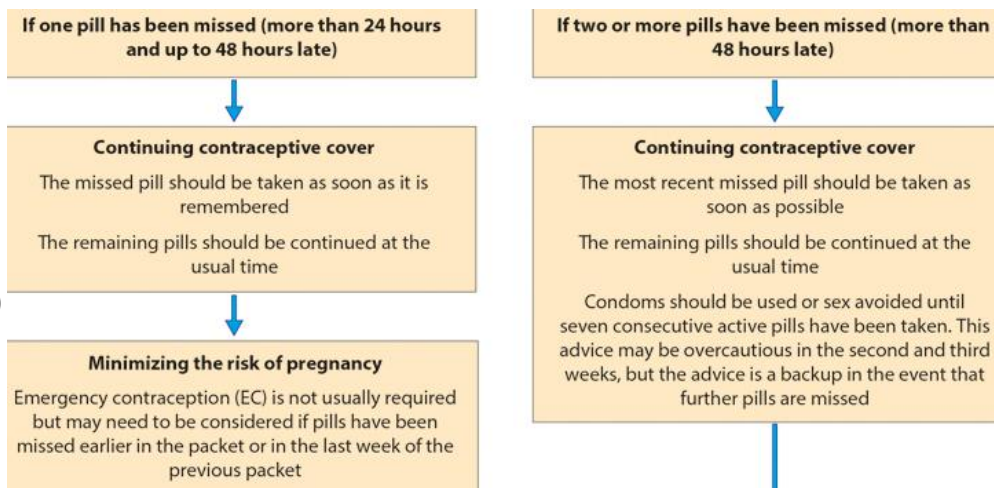 If one pill has been missed (more than 24 hours
and up to 48 hours late)
Continuing contraceptive cover
The missed pill should be taken as soon as it is
remembered
The remaining pills should be continued at the
usual time
Minimizing the risk of pregnancy
Emergency contraception (EC) is not usually required
but may need to be considered if pills have been
missed earlier in the packet or in the last week of the
previous packet
If two or more pills have been missed (more than
48 hours late)
Continuing contraceptive cover
The most recent missed pill should be taken as
soon as possible
The remaining pills should be continued at the
usual time
Condoms should be used or sex avoided until
seven consecutive active pills have been taken. This
advice may be overcautious in the second and third
weeks, but the advice is a backup in the event that
further pills are missed